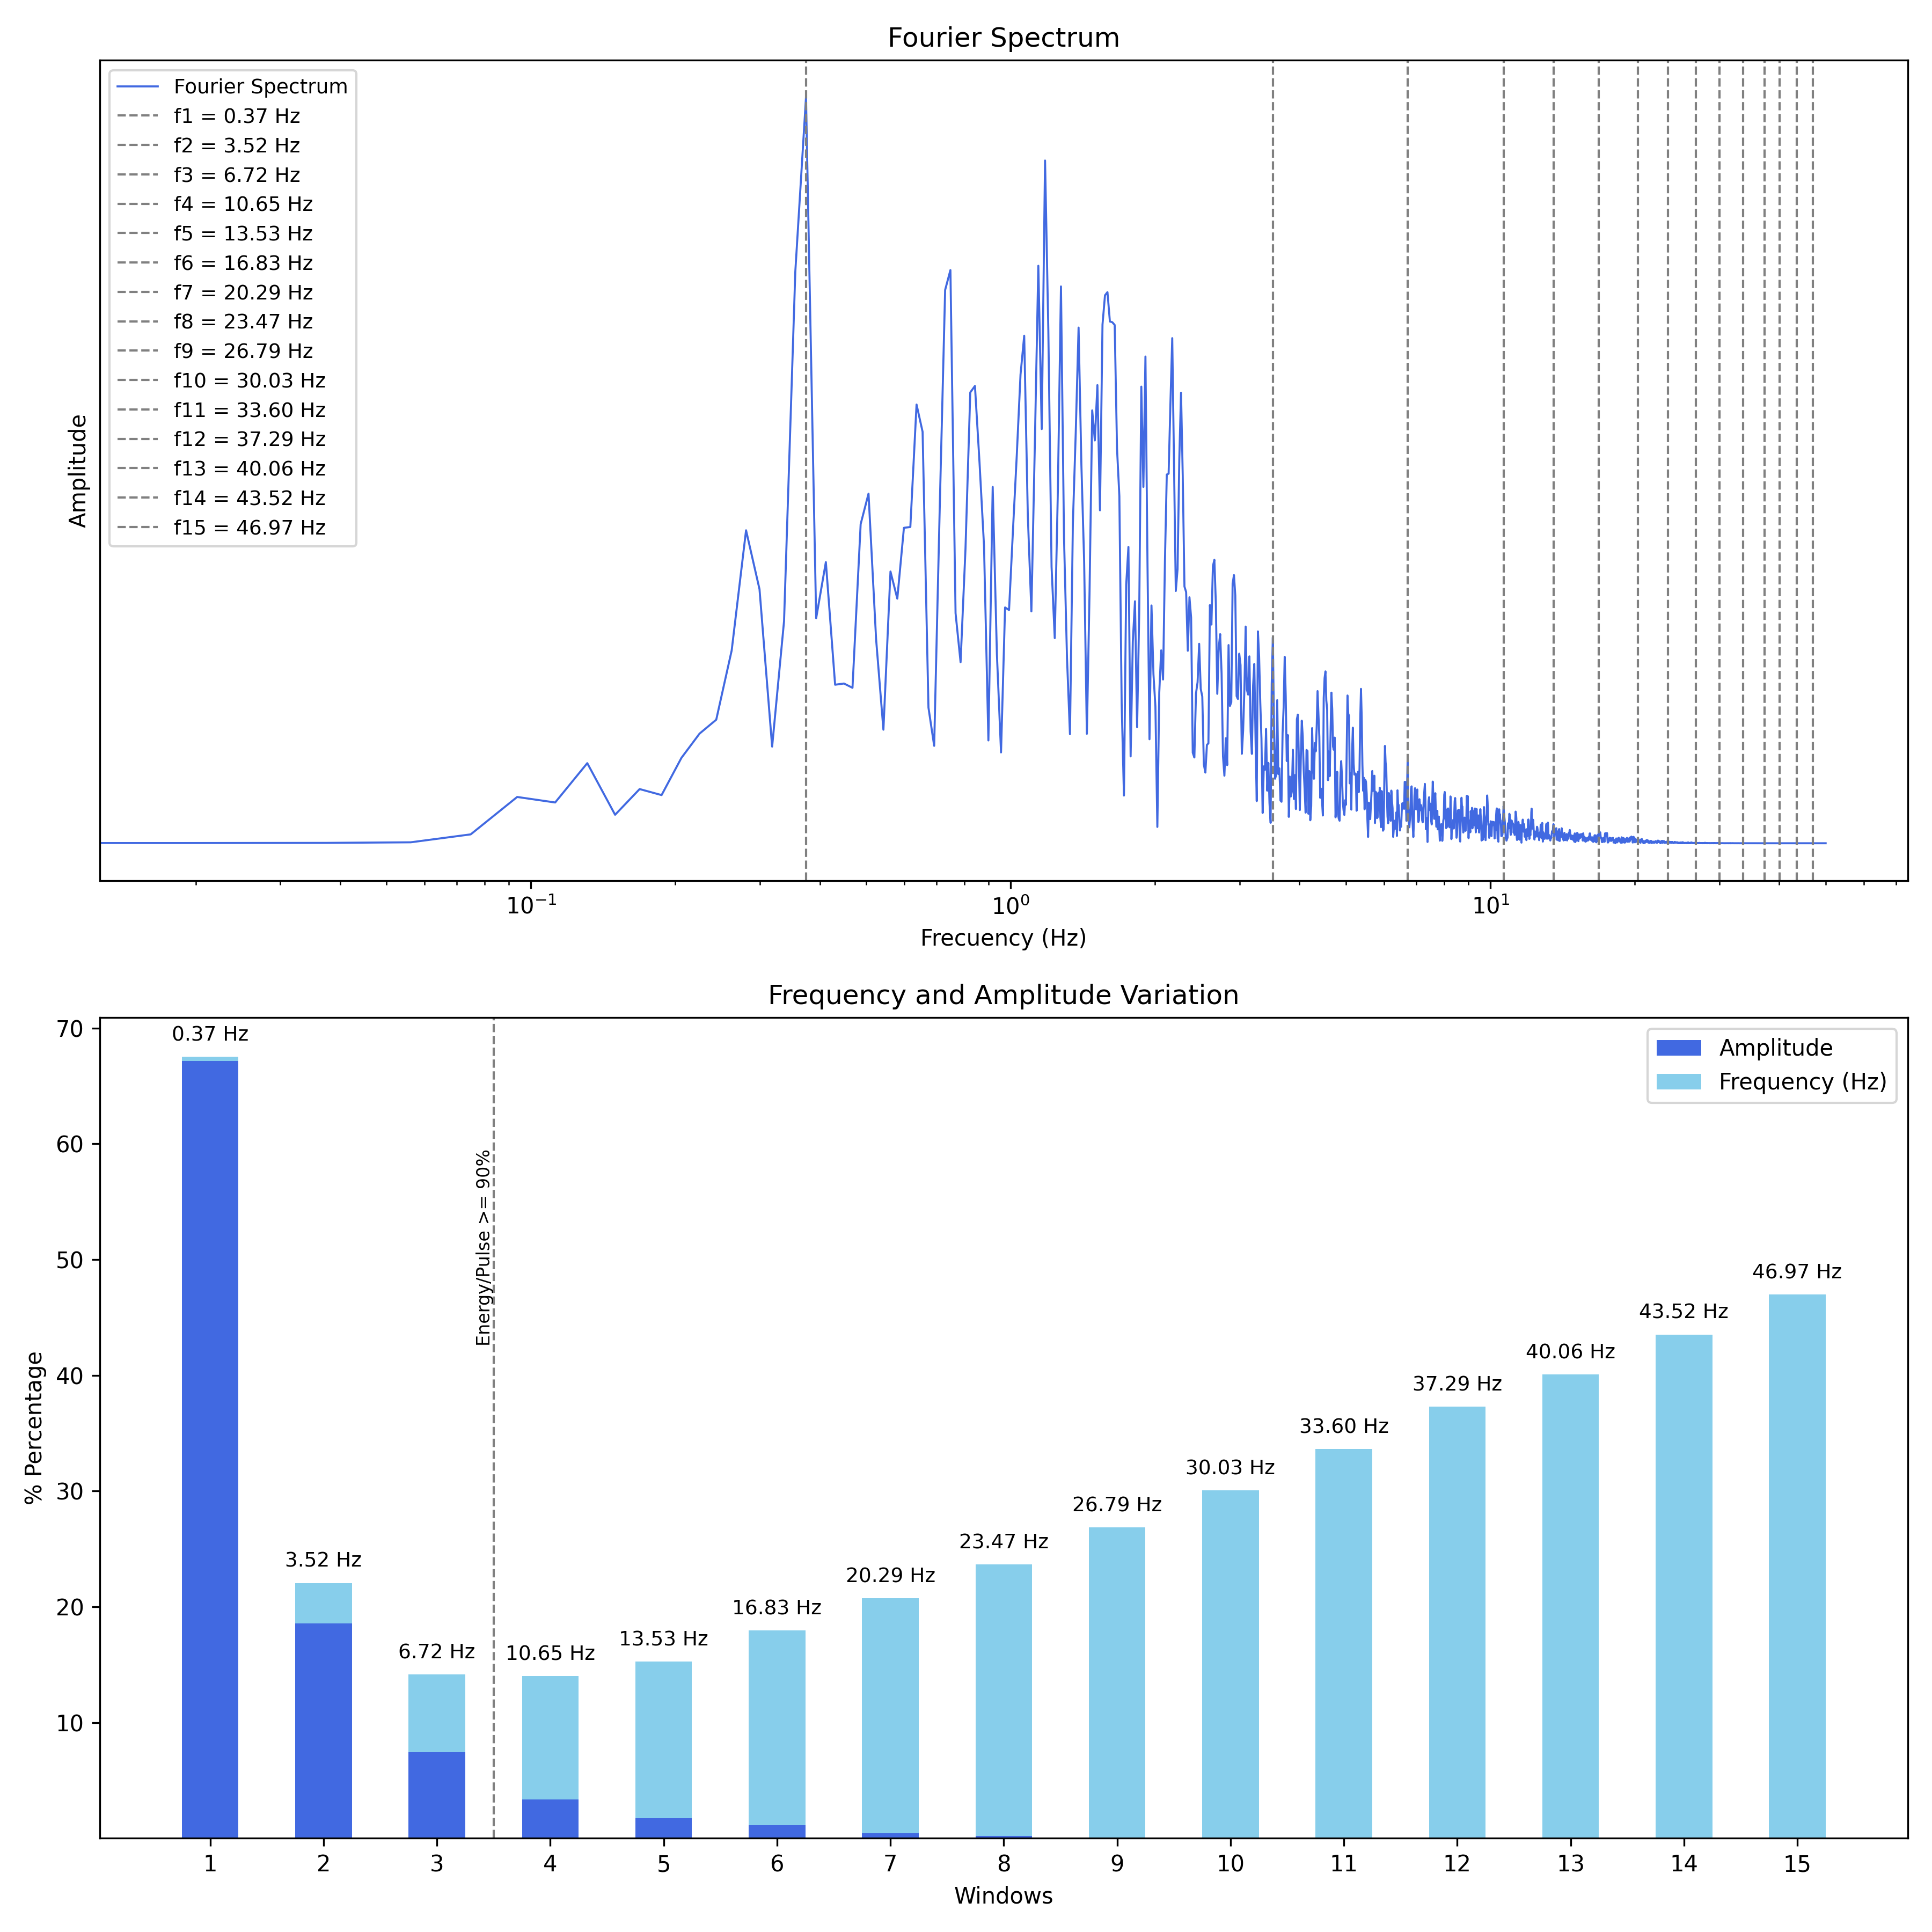 Fourier Spectrum
Fourier Spectrum
f1 = 0.37 Hz
f2 = 3.52 Hz
f3 = 6.72 Hz
f4 = 10.65 Hz
f5 = 13.53 Hz
f6 = 16.83 Hz
f7 = 20.29 Hz
f8 = 23.47 Hz
f9 = 26.79 Hz
f10 = 30.03 Hz
f11 = 33.60 Hz
f12 = 37.29 Hz
f13 = 40.06 Hz
f14 = 43.52 Hz
f15 = 46.97 Hz
Amplitude
10⁻¹ 10⁰ 10¹
Frecuency (Hz)
Frequency and Amplitude Variation
Amplitude
Frequency (Hz)
% Percentage
70
60
50
40
30
20
10
0.37 Hz
3.52 Hz
6.72 Hz
Energy/Pulse >= 90%
10.65 Hz
13.53 Hz
16.83 Hz
20.29 Hz
23.47 Hz
26.79 Hz
30.03 Hz
33.60 Hz
37.29 Hz
40.06 Hz
43.52 Hz
46.97 Hz
1 2 3 4 5 6 7 8 9 10 11 12 13 14 15
Windows